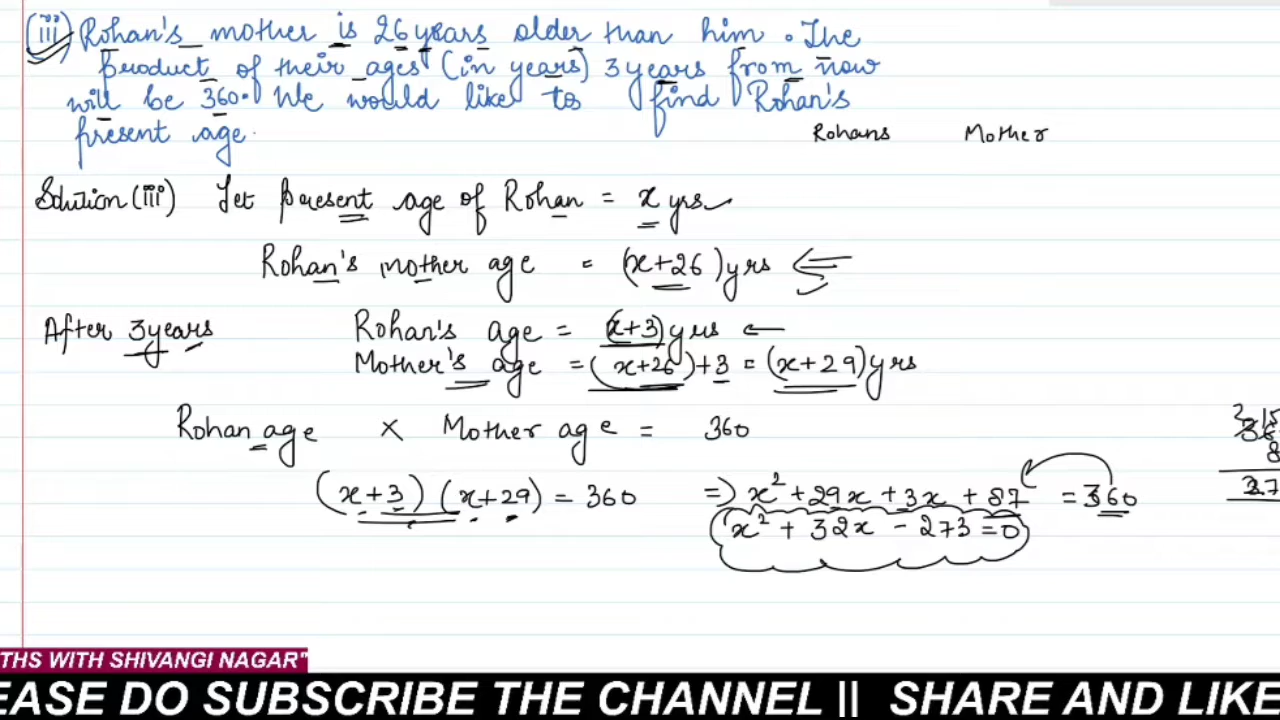 (iii) Rohan's mother is 26 years older than him. The
product of their ages (in years) 3 years from now
will be 360. We would like to find Rohan's
present age.
Rohans Mother
Solution (iii) Let present age of Rohan = x yrs
Rohan's mother age = (x+26) yrs
After 3 years Rohan's age = (x+3) yrs
Mother's age = (x+26)+3 = (x+29) yrs
Rohan age × Mother age = 360
(x+3) (x+29) = 360 ⇒) x² + 29x + 3x + 87 = 360
x² + 32x - 273 = 0
THS WITH SHIVANGI NAGAR"
EASE DO SUBSCRIBE THE CHANNEL || SHARE AND LIKE